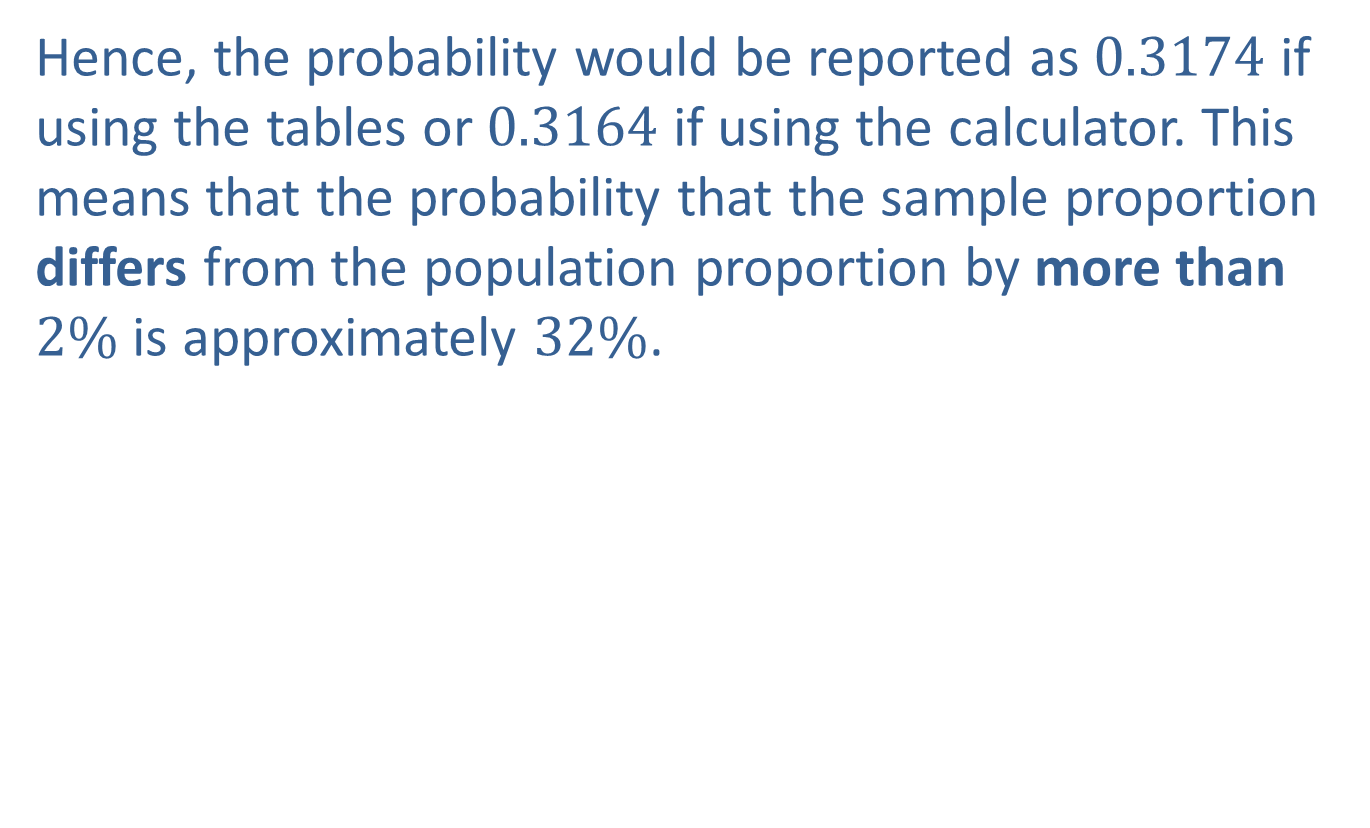 Hence, the probability would be reported as 0.3174 if
using the tables or 0.3164 if using the calculator. This
means that the probability that the sample proportion
differs from the population proportion by more than
2% is approximately 32%.